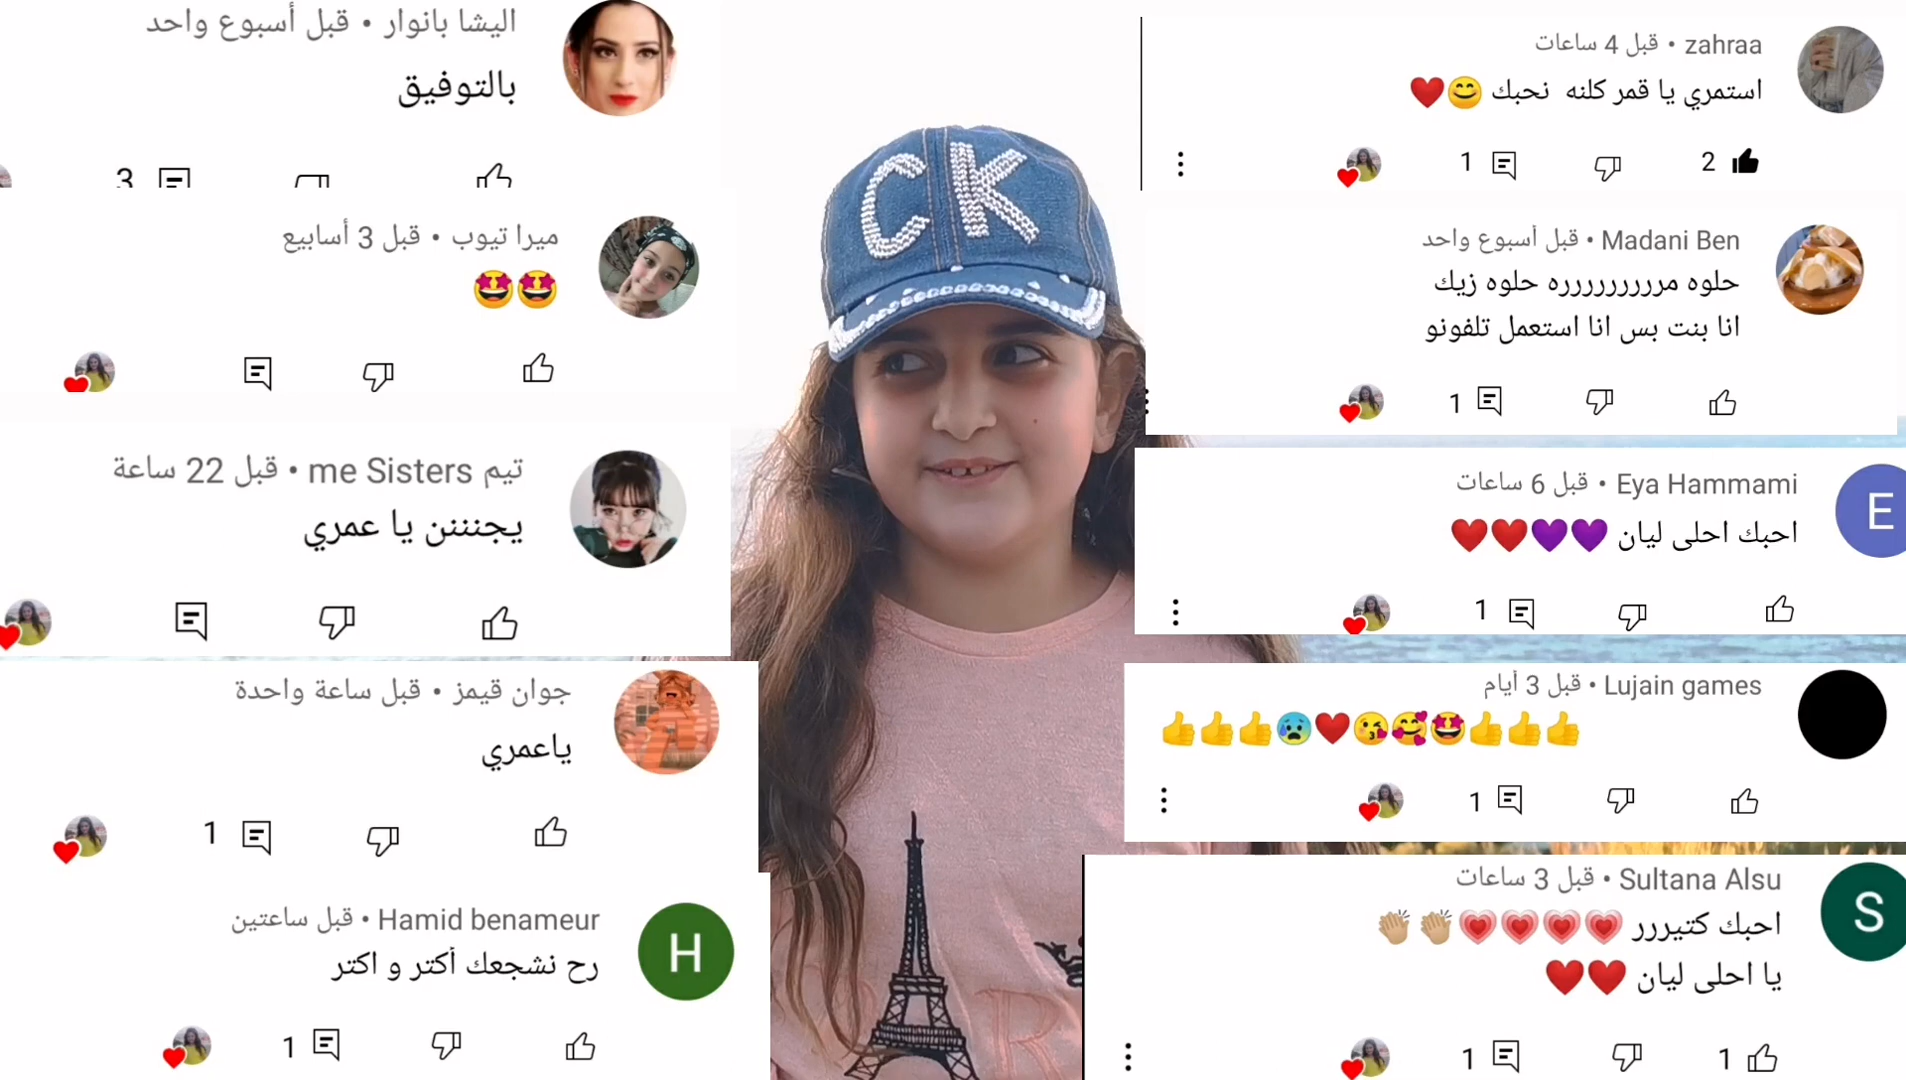 اليشا بانوار • قبل أسبوع واحد
بالتوفيق
3
ميرا تيوب • قبل 3 أسابيع
🤩🤩
تيم me Sisters • قبل 22 ساعة
يجنننن يا عمري
جوان قيمز • قبل ساعة واحدة
ياعمري
1
Hamid benameur • قبل ساعتين
رح نشجعك أكتر و اكتر
1
CK
R
zahraa • قبل 4 ساعات
استمري يا قمر كلنه نحبك 😊❤️
2 1
Madani Ben • قبل أسبوع واحد
حلوه مررررررررره حلوه زيك
انا بنت بس انا استعمل تلفونو
1
E
Eya Hammami • قبل 6 ساعات
احبك احلى ليان 💜💜❤️❤️
1
Lujain games • قبل 3 أيام
👍👍👍🤩🥰😘❤️😰👍👍👍
1
S
Sultana Alsu • قبل 3 ساعات
احبك كتيررر 💗💗💗💗👏🏼👏🏼
يا احلى ليان ❤️❤️
1 1
H